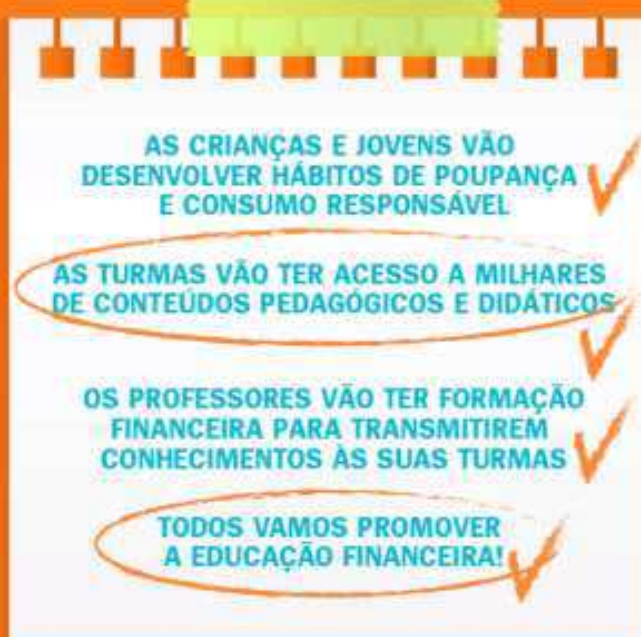 AS CRIANÇAS E JOVENS VÃO
DESENVOLVER HÁBITOS DE POUPANÇA
E CONSUMO RESPONSÁVEL
AS TURMAS VÃO TER ACESSO A MILHARES
DE CONTEÚDOS PEDAGÓGICOS E DIDÁTICOS
OS PROFESSORES VÃO TER FORMAÇÃO
FINANCEIRA PARA TRANSMITIREM
CONHECIMENTOS ÀS SUAS TURMAS
TODOS VAMOS PROMOVER
A EDUCAÇÃO FINANCEIRA!